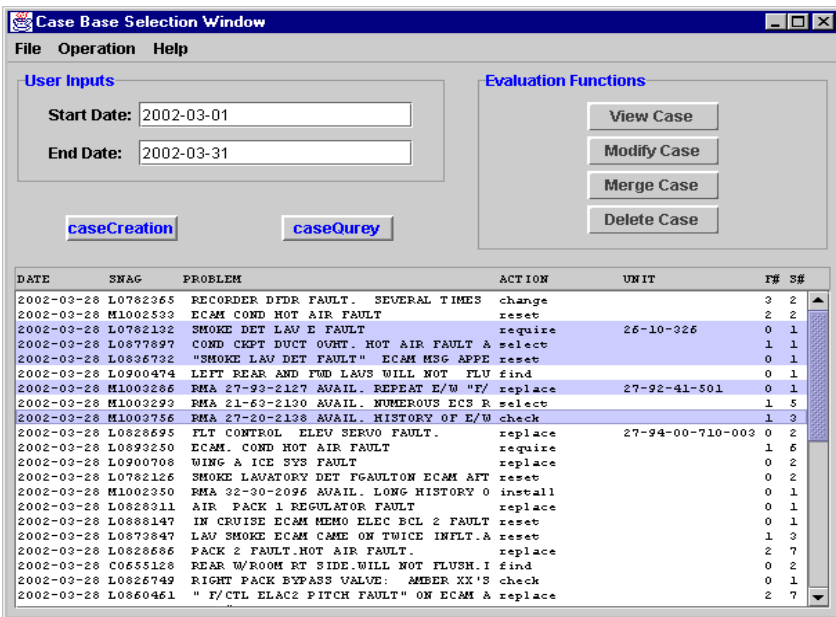 Case Base Selection Window
File Operation Help
User Inputs
Start Date: 2002-03-01
End Date: 2002-03-31
caseCreation caseQurey
Evaluation Functions
View Case
Modify Case
Merge Case
Delete Case
DATE SNAG PROBLEM ACTION UNIT F# S#
2002-03-28 L0782365 RECORDER DFDR FAULT. SEVERAL TIMES change 3 2
2002-03-28 M1002533 ECAM COND HOT AIR FAULT reset 2 2
2002-03-28 L0782132 SMOKE DET LAV E FAULT require 26-10-326 0 1
2002-03-28 L0877897 COND CKPT DUCT OVHT. HOT AIR FAULT A select 1 1
2002-03-28 L0836732 "SMOKE LAV DET FAULT" ECAM MSG APPE reset 0 1
2002-03-28 L0900474 LEFT REAR AND FWD LAVS WILL NOT FLU find 0 1
2002-03-28 M1003286 RMA 27-93-2127 AVAIL. REPEAT E/W "F/ replace 27-92-41-501 0 1
2002-03-28 M1003293 RMA 21-63-2130 AVAIL. NUMEROUS ECS R select 1 5
2002-03-28 M1003756 RMA 27-20-2138 AVAIL. HISTORY OF E/W check 1 3
2002-03-28 L0828695 FLT CONTROL ELEV SERVO FAULT. replace 27-94-00-710-003 0 2
2002-03-28 L0893250 ECAM. COND HOT AIR FAULT require 1 6
2002-03-28 L0900708 WING A ICE SYS FAULT replace 0 2
2002-03-28 L0782126 SMOKE LAVATORY DET FGAULTON ECAM AFT reset 0 2
2002-03-28 M1002350 RMA 32-30-2096 AVAIL. LONG HISTORY O install 0 1
2002-03-28 L0828311 AIR PACK 1 REGULATOR FAULT replace 0 1
2002-03-28 L0888147 IN CRUISE ECAM MEMO ELEC BCL 2 FAULT reset 0 1
2002-03-28 L0873847 LAV SMOKE ECAM CAME ON TWICE INFLT.A reset 1 3
2002-03-28 L0828686 PACK 2 FAULT.HOT AIR FAULT. replace 2 7
2002-03-28 C0655128 REAR W/ROOM RT SIDE.WILL NOT FLUSH.I find 0 2
2002-03-28 L0826749 RIGHT PACK BYPASS VALUE: AMBER XX'S check 0 1
2002-03-28 L0860461 " F/CTL ELAC2 PITCH FAULT" ON ECAM A replace 2 7